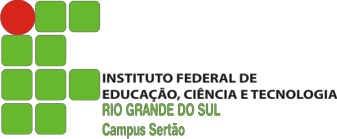 INSTITUTO FEDERAL DE
EDUCAÇÃO, CIÊNCIA E TECNOLOGIA
RIO GRANDE DO SUL
Campus Sertão